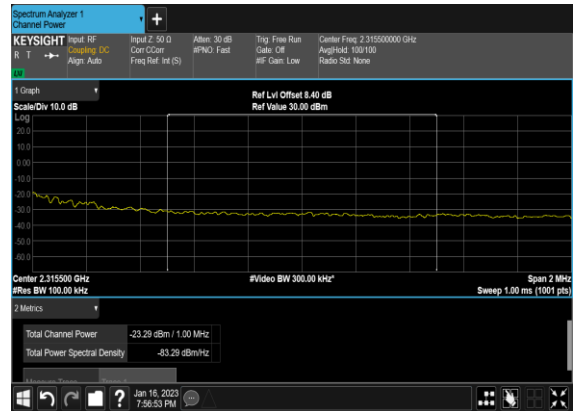 Spectrum Analyzer 1
Channel Power
+
KEYSIGHT Input: RF Input Z: 50 Ω Atten: 30 dB Trig: Free Run Center Freq: 2.315500000 GHz
R T Coupling: DC Corr CCorr #PNO: Fast Gate: Off Avg|Hold: 100/100
Align: Auto Freq Ref: Int (S) #IF Gain: Low Radio Std: None
1 Graph
Ref Lvl Offset 8.40 dB
Scale/Div 10.0 dB Ref Value 30.00 dBm
Log
20.0
10.0
0.00
-10.0
-20.0
-30.0
-40.0
-50.0
-60.0
Center 2.315500 GHz #Video BW 300.00 kHz* Span 2 MHz
#Res BW 100.00 kHz Sweep 1.00 ms (1001 pts)
2 Metrics
Total Channel Power -23.29 dBm / 1.00 MHz
Total Power Spectral Density -83.29 dBm/Hz
? Jan 16, 2023
7:56:53 PM